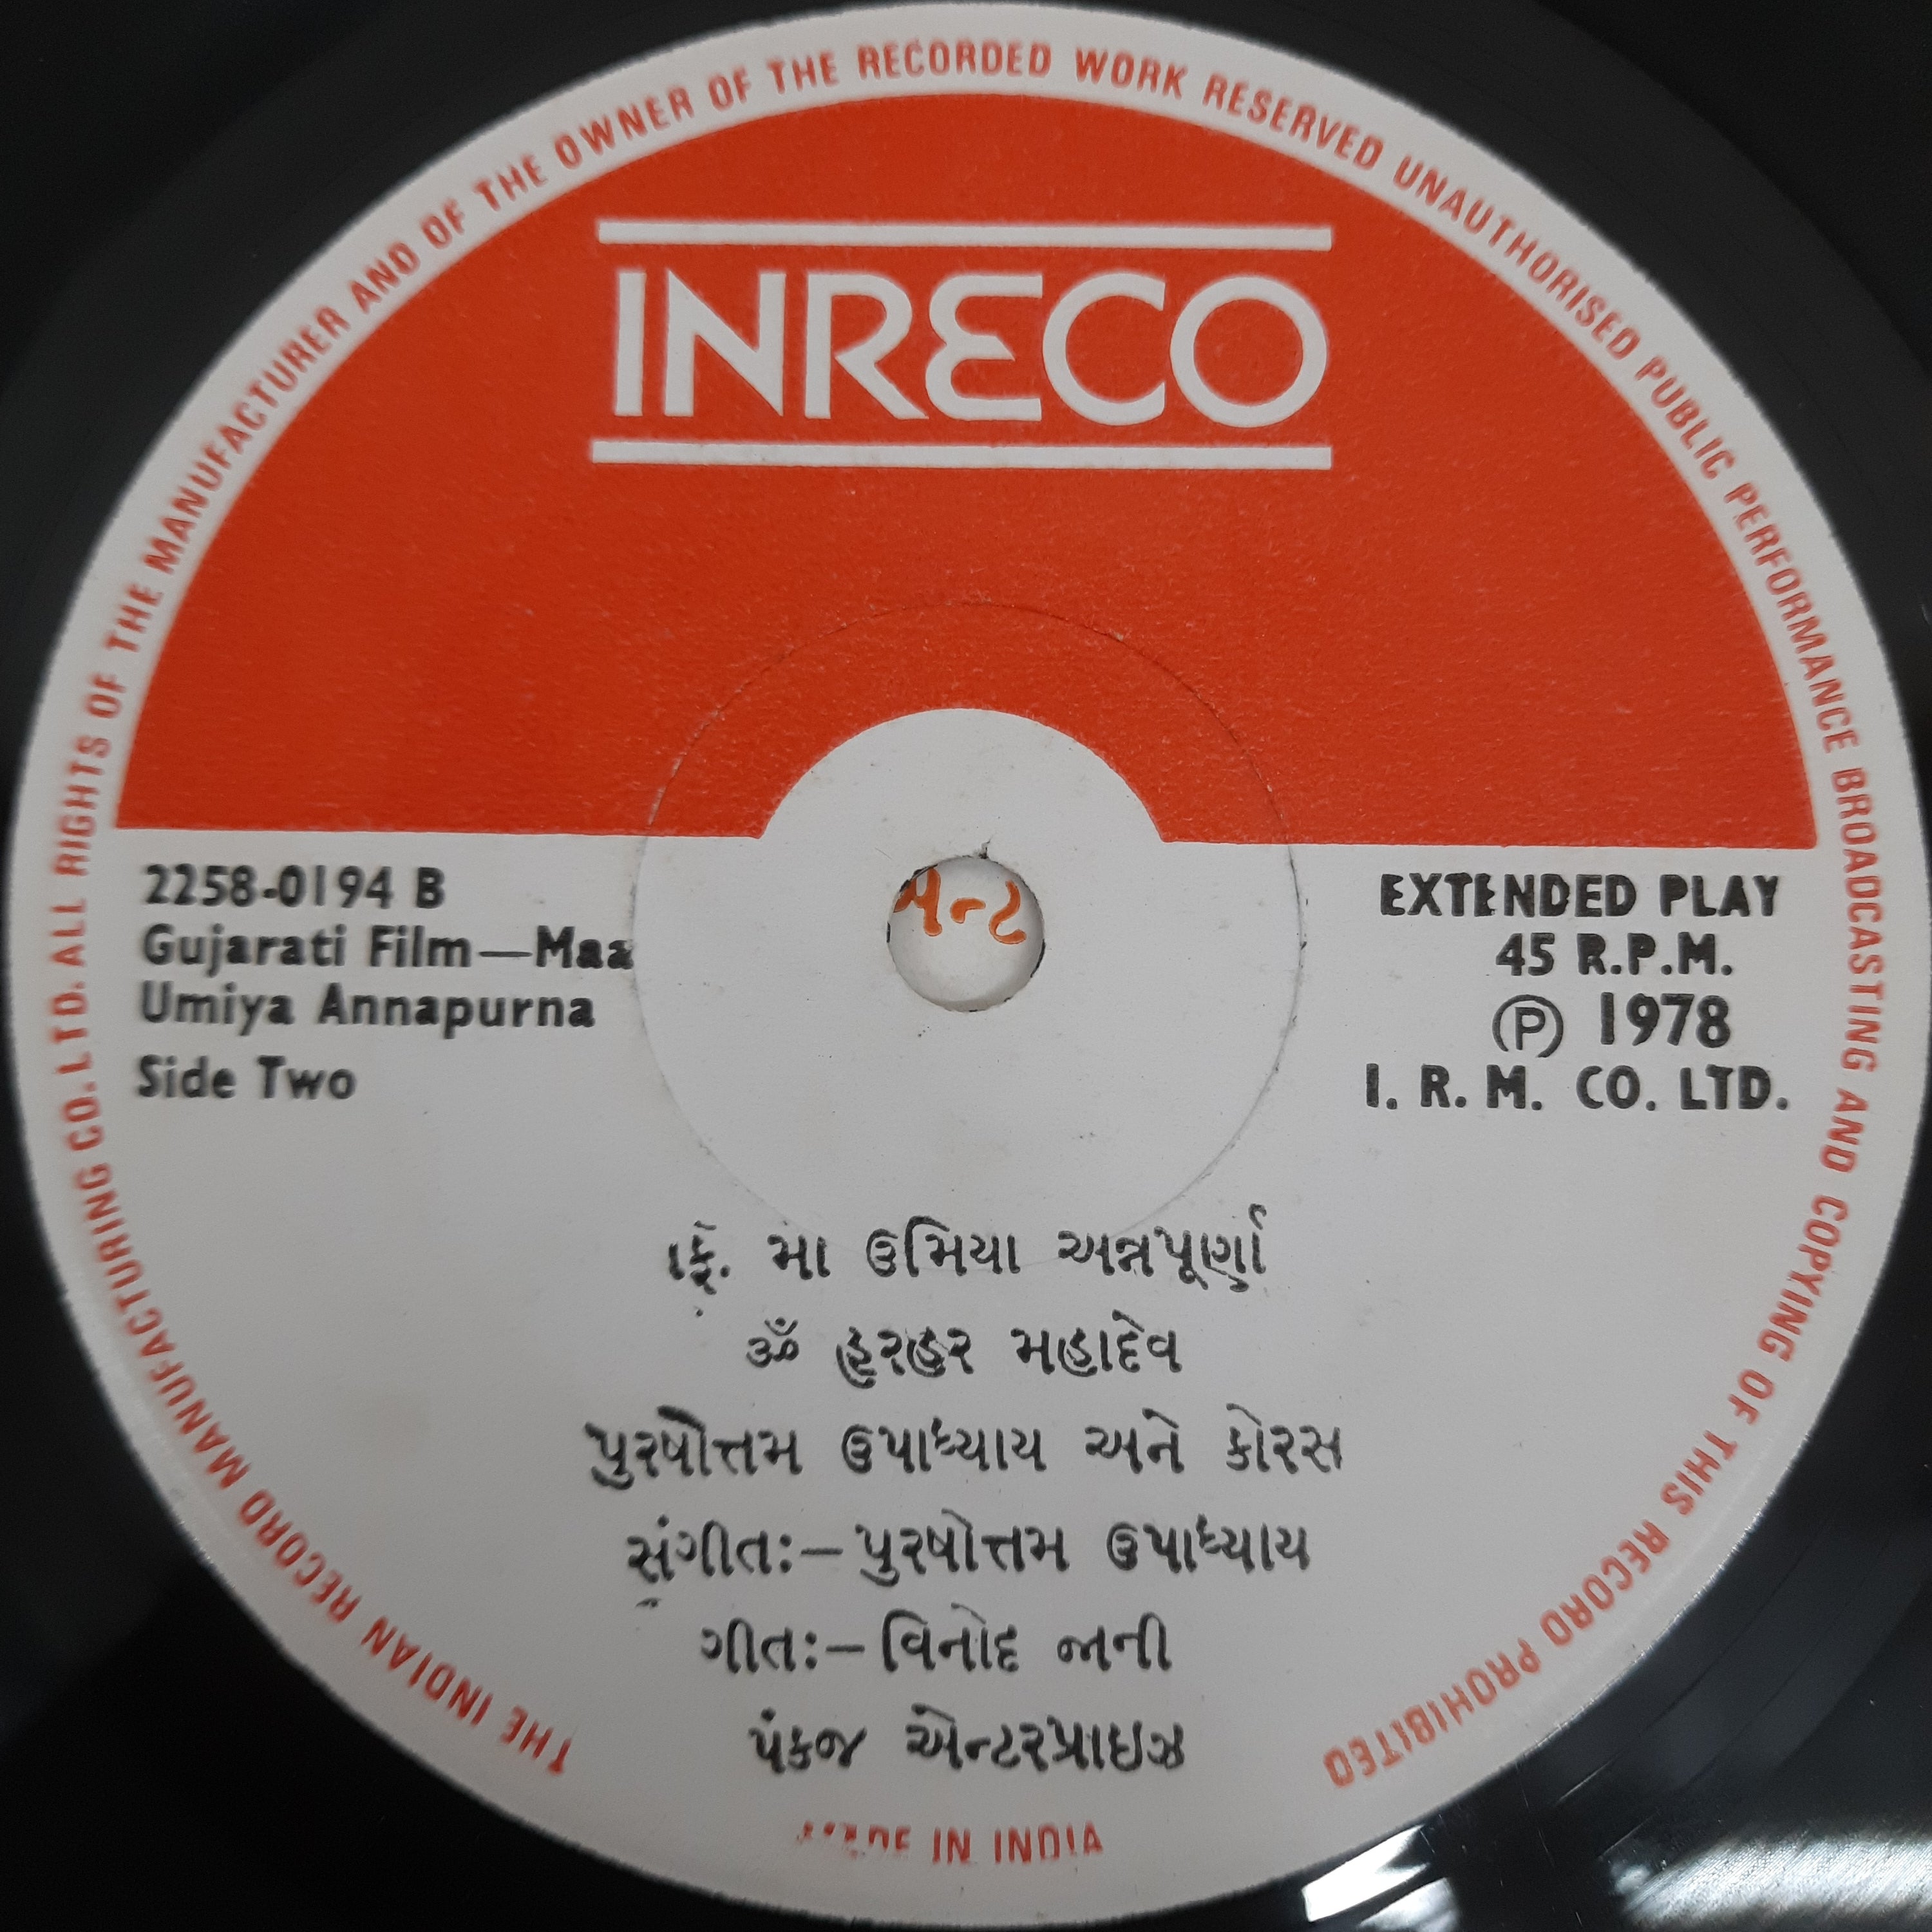 THE INDIAN RECORD MANUFACTURING CO. LTD. ALL RIGHTS OF THE MANUFACTURER AND OF THE OWNER OF THE RECORDED WORK RESERVED UNAUTHORISED PUBLIC PERFORMANCE BROADCASTING AND COPYING OF THIS RECORD PROHIBITED
INRECO
2258-0194 B
Gujarati Film—Maa
Umiya Annapurna
Side Two
EXTENDED PLAY
45 R.P.M.
Ⓟ 1978
I. R. M. CO. LTD.
ફિ. મા ઉમિયા અન્નપૂર્ણા
ૐ હરહર મહાદેવ
પુરષોત્તમ ઉપાધ્યાય અને કોરસ
સંગીતઃ—પુરષોત્તમ ઉપાધ્યાય
ગીતઃ—વિનોદ જાની
પંકજ એન્ટરપ્રાઇઝ
MADE IN INDIA